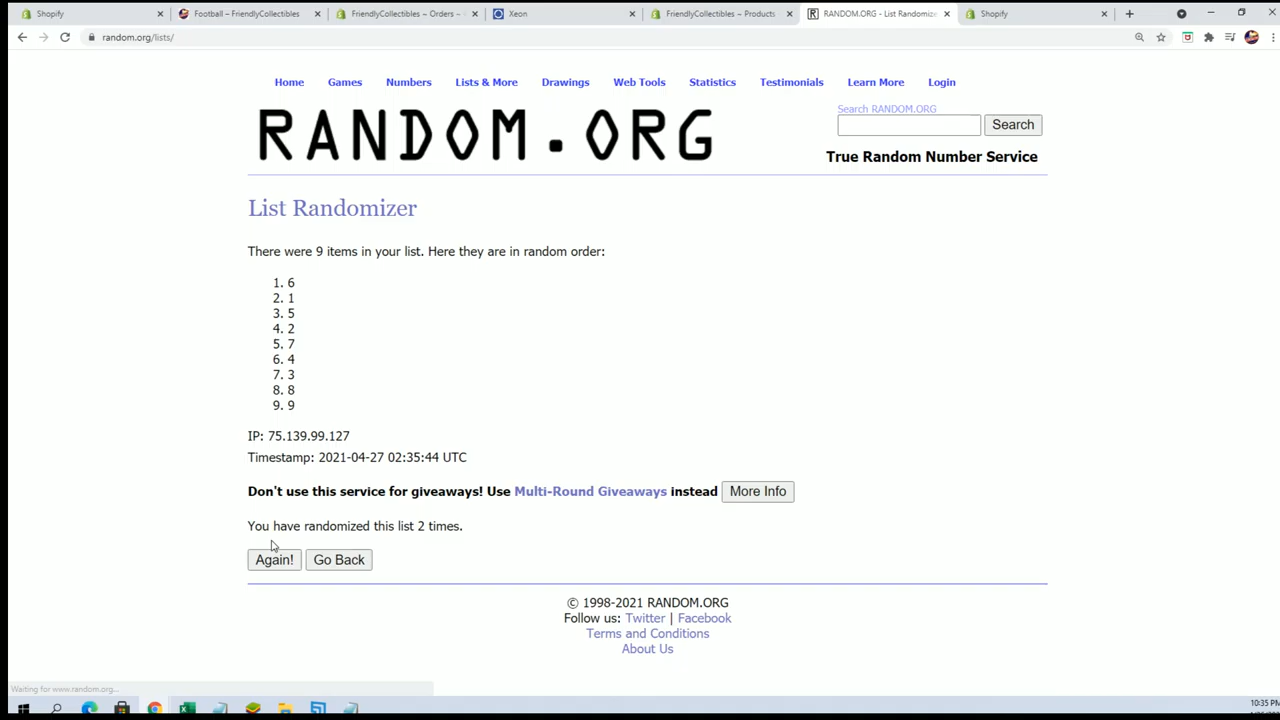 Shopify
Football – FriendlyCollectibles
FriendlyCollectibles ~ Orders ~
Xeon
FriendlyCollectibles ~ Products
RANDOM.ORG - List Randomize
Shopify
random.org/lists/
Home Games Numbers Lists & More Drawings Web Tools Statistics Testimonials Learn More Login
Search RANDOM.ORG
RANDOM.ORG
Search
True Random Number Service
List Randomizer
There were 9 items in your list. Here they are in random order:
1. 6
2. 1
3. 5
4. 2
5. 7
6. 4
7. 3
8. 8
9. 9
IP: 75.139.99.127
Timestamp: 2021-04-27 02:35:44 UTC
Don't use this service for giveaways! Use Multi-Round Giveaways instead More Info
You have randomized this list 2 times.
Again! Go Back
© 1998-2021 RANDOM.ORG
Follow us: Twitter | Facebook
Terms and Conditions
About Us
Waiting for www.random.org...
10:35 PM